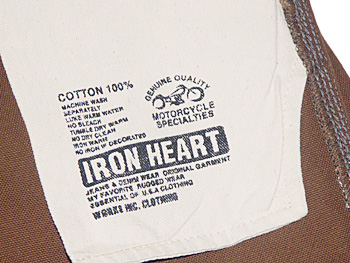 COTTON 100%
MACHINE WASH
SEPARATELY
LUKE WARM WATER
NO BLEACH
TUMBLE DRY WARM
NO DRY CLEAN
IRON WARM
NO IRON IF DECORATED
GENUINE QUALITY
MOTORCYCLE
SPECIALTIES
IRON HEART
JEANS & DENIM WEAR ORIGINAL GARMENT
MY FAVORITE RUGGED WEAR
ESSENTIAL OF U.S.A CLOTHING
WORKS INC. CLOTHING